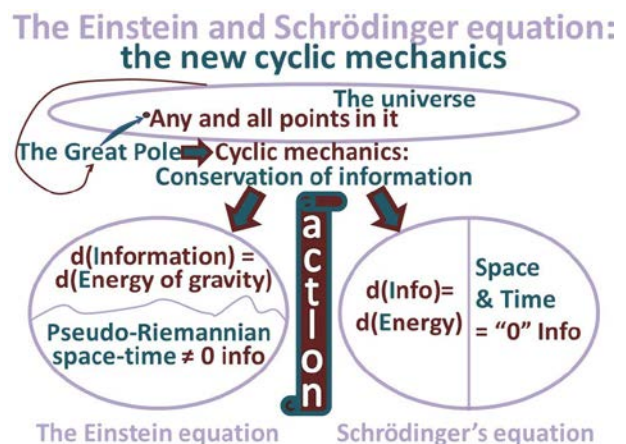 The Einstein and Schrödinger equation:
the new cyclic mechanics
The universe
Any and all points in it
The Great Pole Cyclic mechanics:
Conservation of information
d(Information) =
d(Energy of gravity)
Pseudo-Riemannian
space-time ≠ 0 info
action
d(Info)=
d(Energy)
Space
& Time
= "0" Info
The Einstein equation
Schrödinger's equation